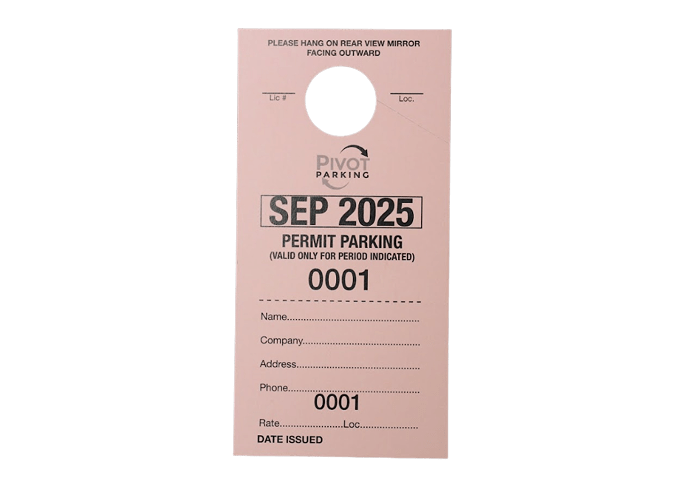 PLEASE HANG ON REAR VIEW MIRROR
FACING OUTWARD
Lic # Loc.
PIVOT
PARKING
SEP 2025
PERMIT PARKING
(VALID ONLY FOR PERIOD INDICATED)
0001
Name.....................................................
Company..............................................
Address.................................................
Phone....................................................
0001
Rate.........................Loc.......................
DATE ISSUED